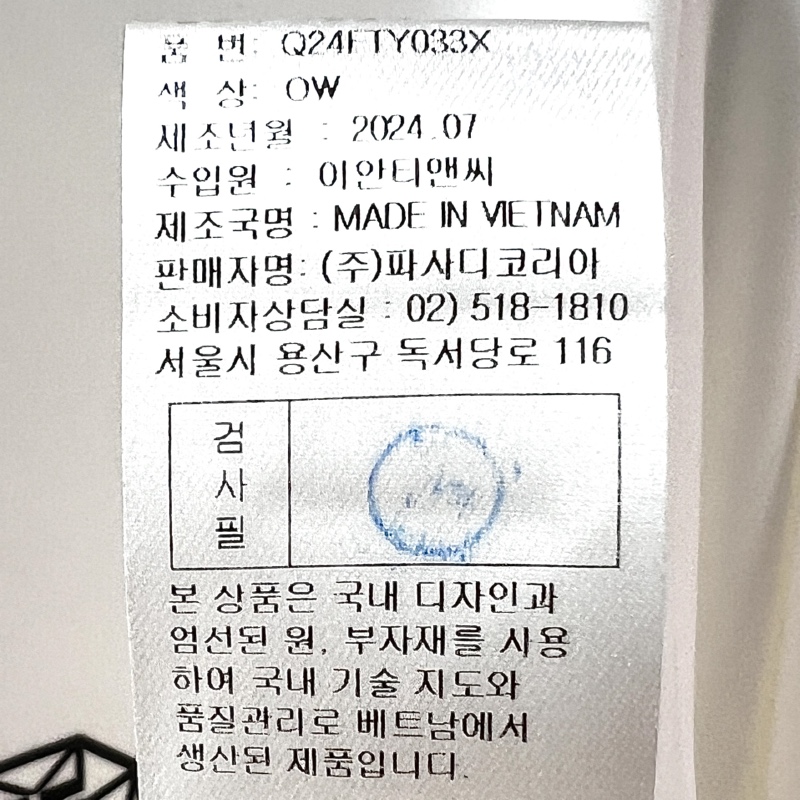 품 번: Q24FTY033X
색 상: OW
제조년월 : 2024.07
수입원 : 이안티앤씨
제조국명 : MADE IN VIETNAM
판매자명: (주)파사디코리아
소비자상담실 : 02) 518-1810
서울시 용산구 독서당로 116
검
사
필
본 상품은 국내 디자인과
엄선된 원, 부자재를 사용
하여 국내 기술 지도와
품질관리로 베트남에서
생산된 제품입니다.